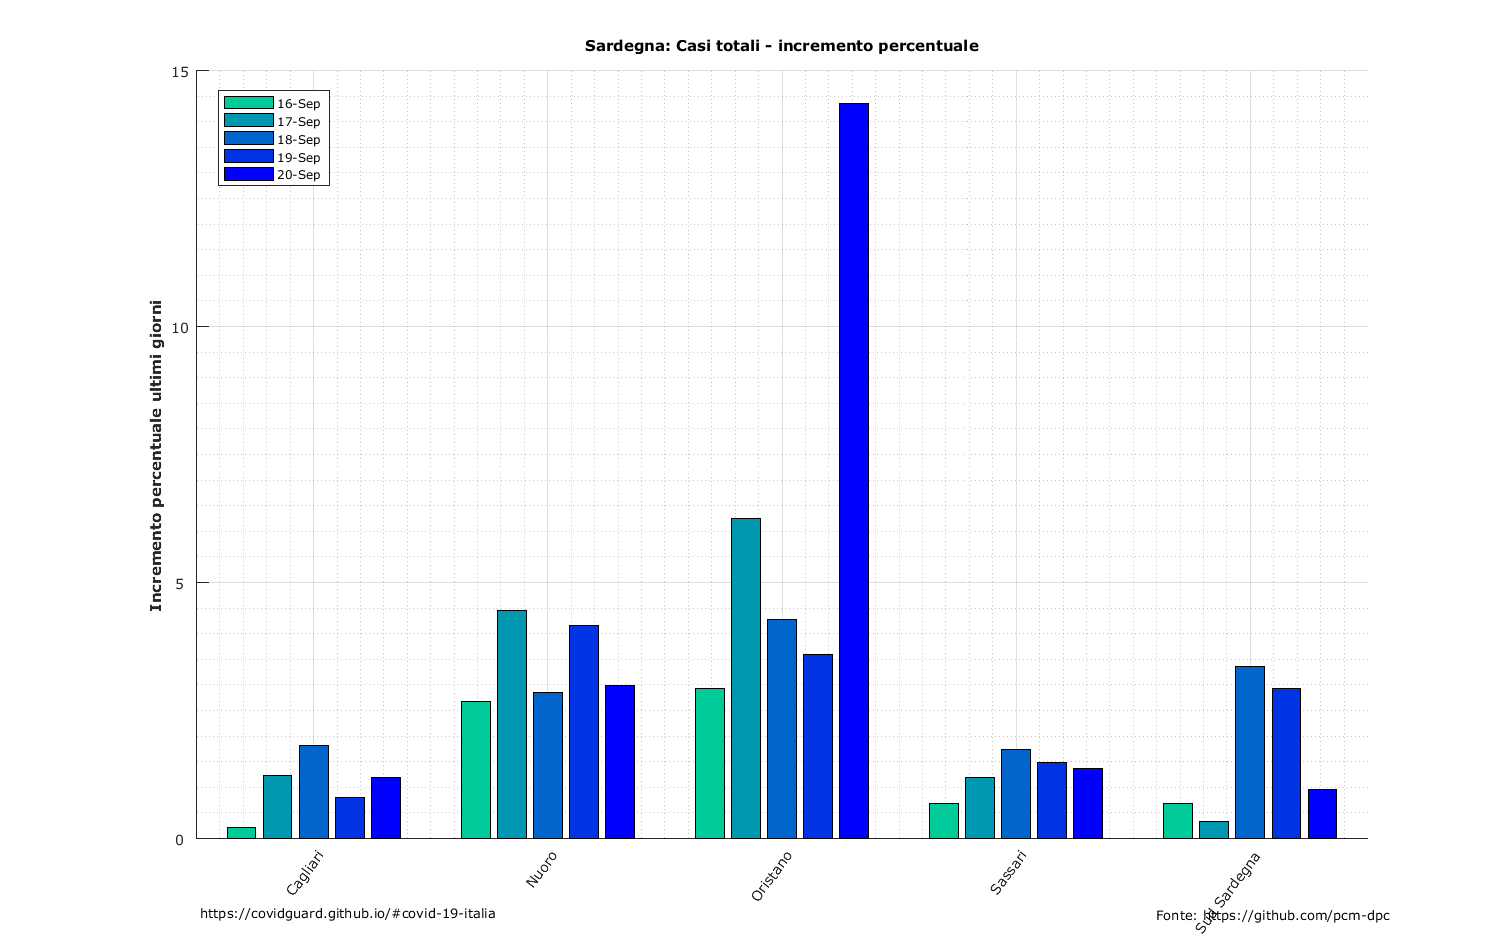 Sardegna: Casi totali - incremento percentuale
15
16-Sep
17-Sep
18-Sep
19-Sep
20-Sep
10
5
0
Incremento percentuale ultimi giorni
Cagliari
Nuoro
Oristano
Sassari
Sud Sardegna
https://covidguard.github.io/#covid-19-italia
Fonte: https://github.com/pcm-dpc